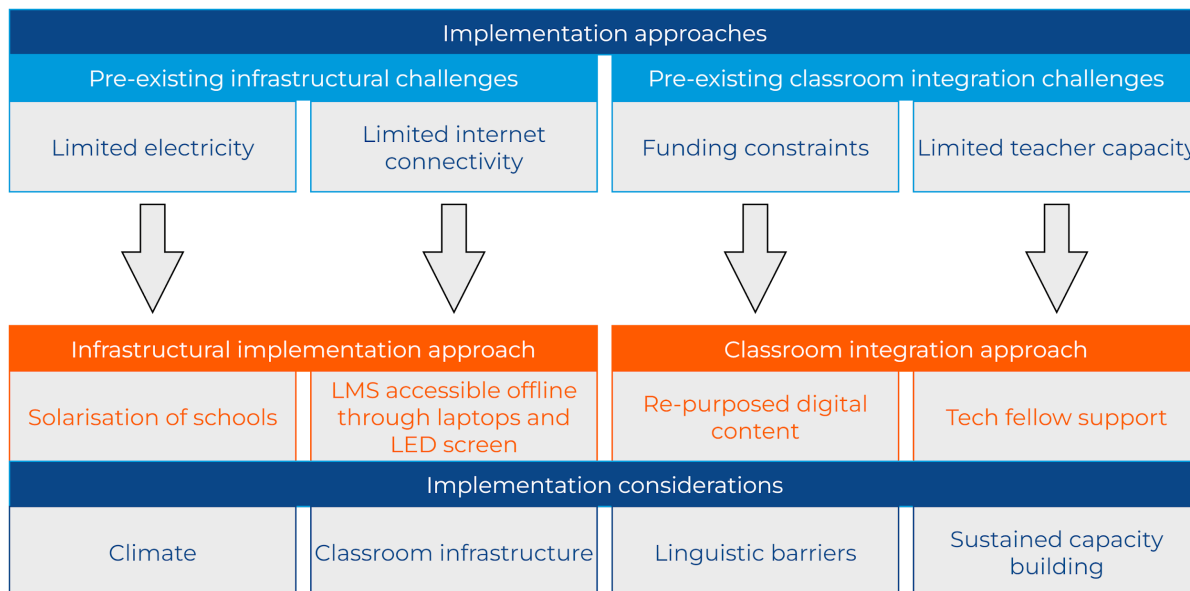 Implementation approaches
Pre-existing infrastructural challenges
Pre-existing classroom integration challenges
Limited electricity
Limited internet
connectivity
Funding constraints
Limited teacher capacity
Infrastructural implementation approach
Classroom integration approach
Solarisation of schools
LMS accessible offline
through laptops and
LED screen
Re-purposed digital
content
Tech fellow support
Implementation considerations
Climate
Classroom infrastructure
Linguistic barriers
Sustained capacity
building